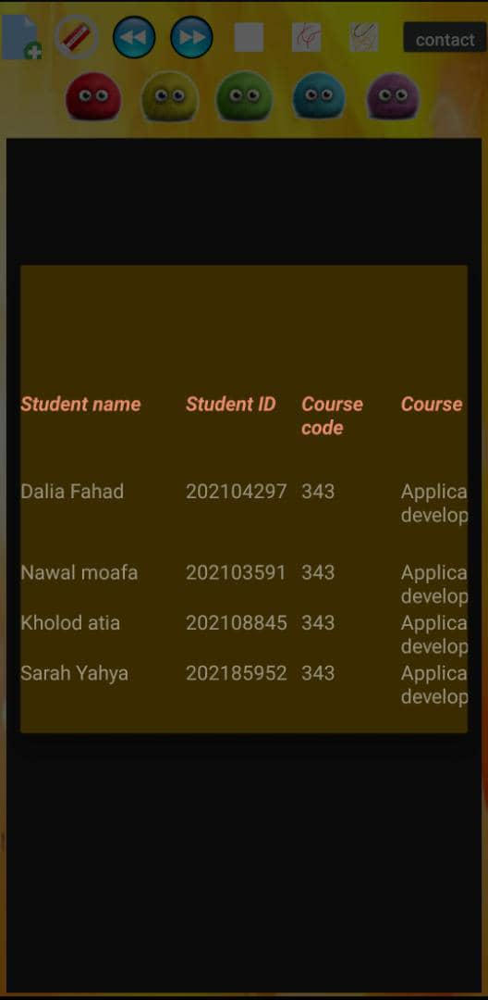 contact
Student name Student ID Course Course
code
Dalia Fahad 202104297 343 Applica
develop
Nawal moafa 202103591 343 Applica
develop
Kholod atia 202108845 343 Applica
develop
Sarah Yahya 202185952 343 Applica
develop